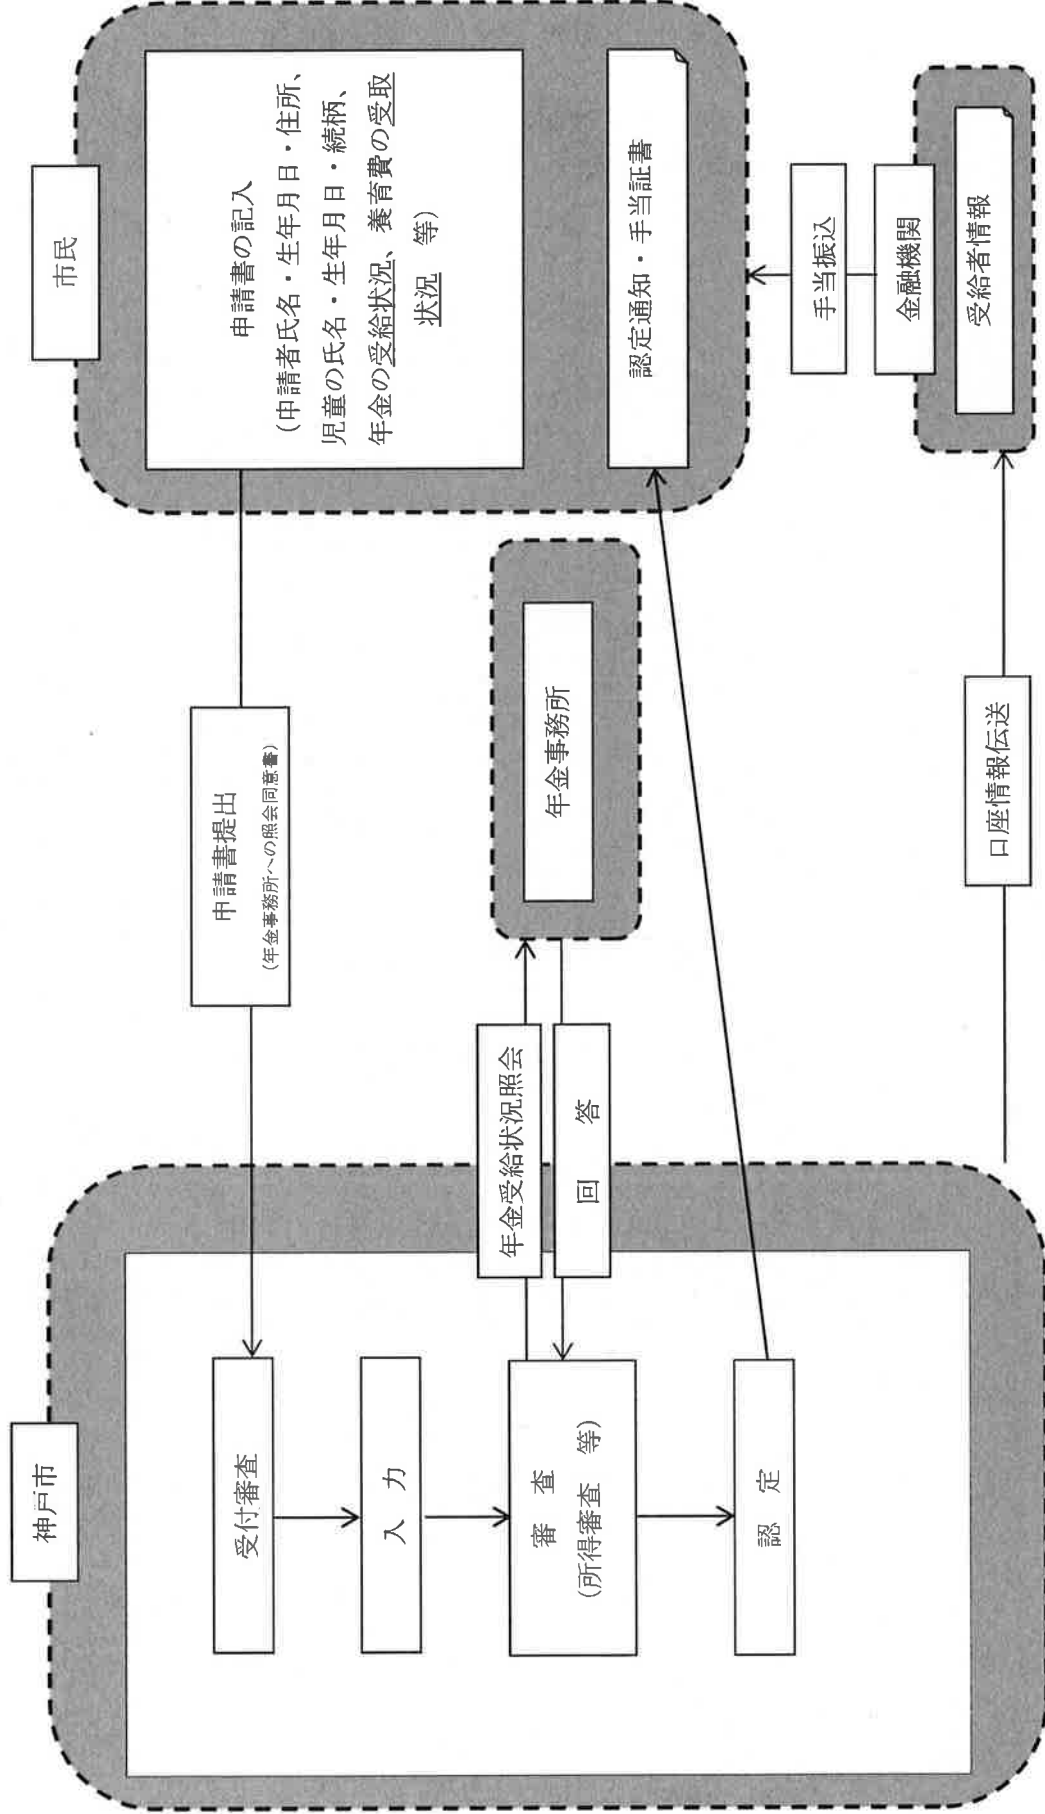 神戸市
受付審査
入力
審査
(所得審査 等)
認定
申請書提出
(年金事務所への照会同意書)
年金受給状況照会
回答
年金事務所
口座情報伝送
市民
申請書の記入
(申請者氏名・生年月日・住所、
児童の氏名・生年月日・続柄、
年金の受給状況、養育費の受取
状況 等)
認定通知・手当証書
手当振込
金融機関
受給者情報